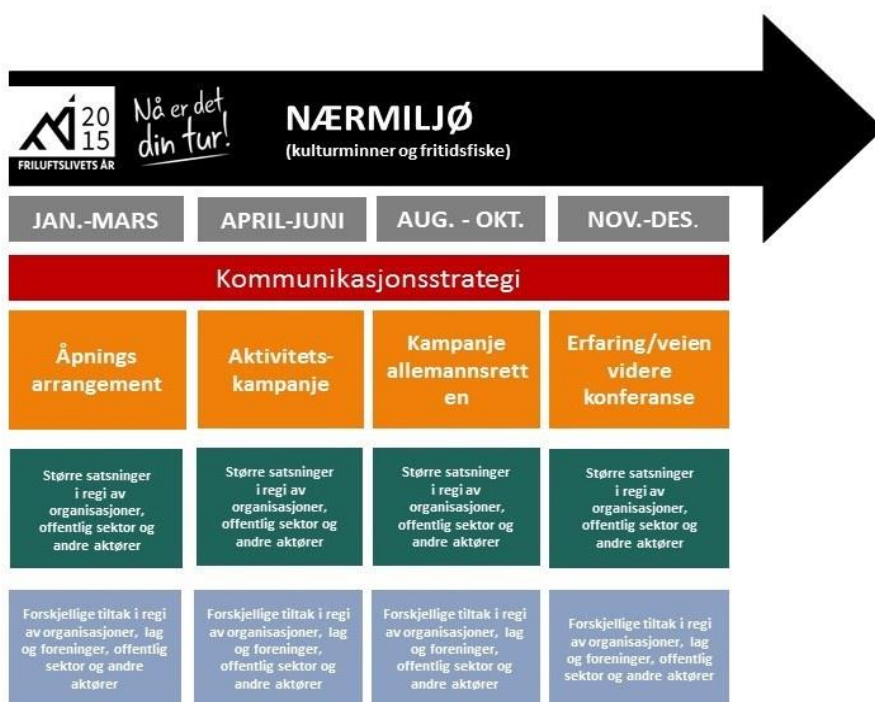 2015
FRILUFTSLIVETS ÅR
Nå er det
din tur!
NÆRMILJØ
(kulturminner og fritidsfiske)
JAN.-MARS
APRIL-JUNI
AUG. - OKT.
NOV.-DES.
Kommunikasjonsstrategi
Åpnings
arrangement
Aktivitets-
kampanje
Kampanje
allemannsrett
en
Erfaring/veien
videre
konferanse
Større satsninger
i regi av
organisasjoner,
offentlig sektor og
andre aktører
Større satsninger
i regi av
organisasjoner,
offentlig sektor og
andre aktører
Større satsninger
i regi av
organisasjoner,
offentlig sektor og
andre aktører
Større satsninger
i regi av
organisasjoner,
offentlig sektor og
andre aktører
Forskjellige tiltak i regi
av organisasjoner, lag
og foreninger, offentlig
sektor og andre
aktører
Forskjellige tiltak i regi
av organisasjoner, lag
og foreninger,
offentlig sektor og
andre aktører
Forskjellige tiltak i regi
av organisasjoner, lag
og foreninger,
offentlig sektor og
andre aktører
Forskjellige tiltak i regi
av organisasjoner, lag
og foreninger, offentlig
sektor og andre aktører